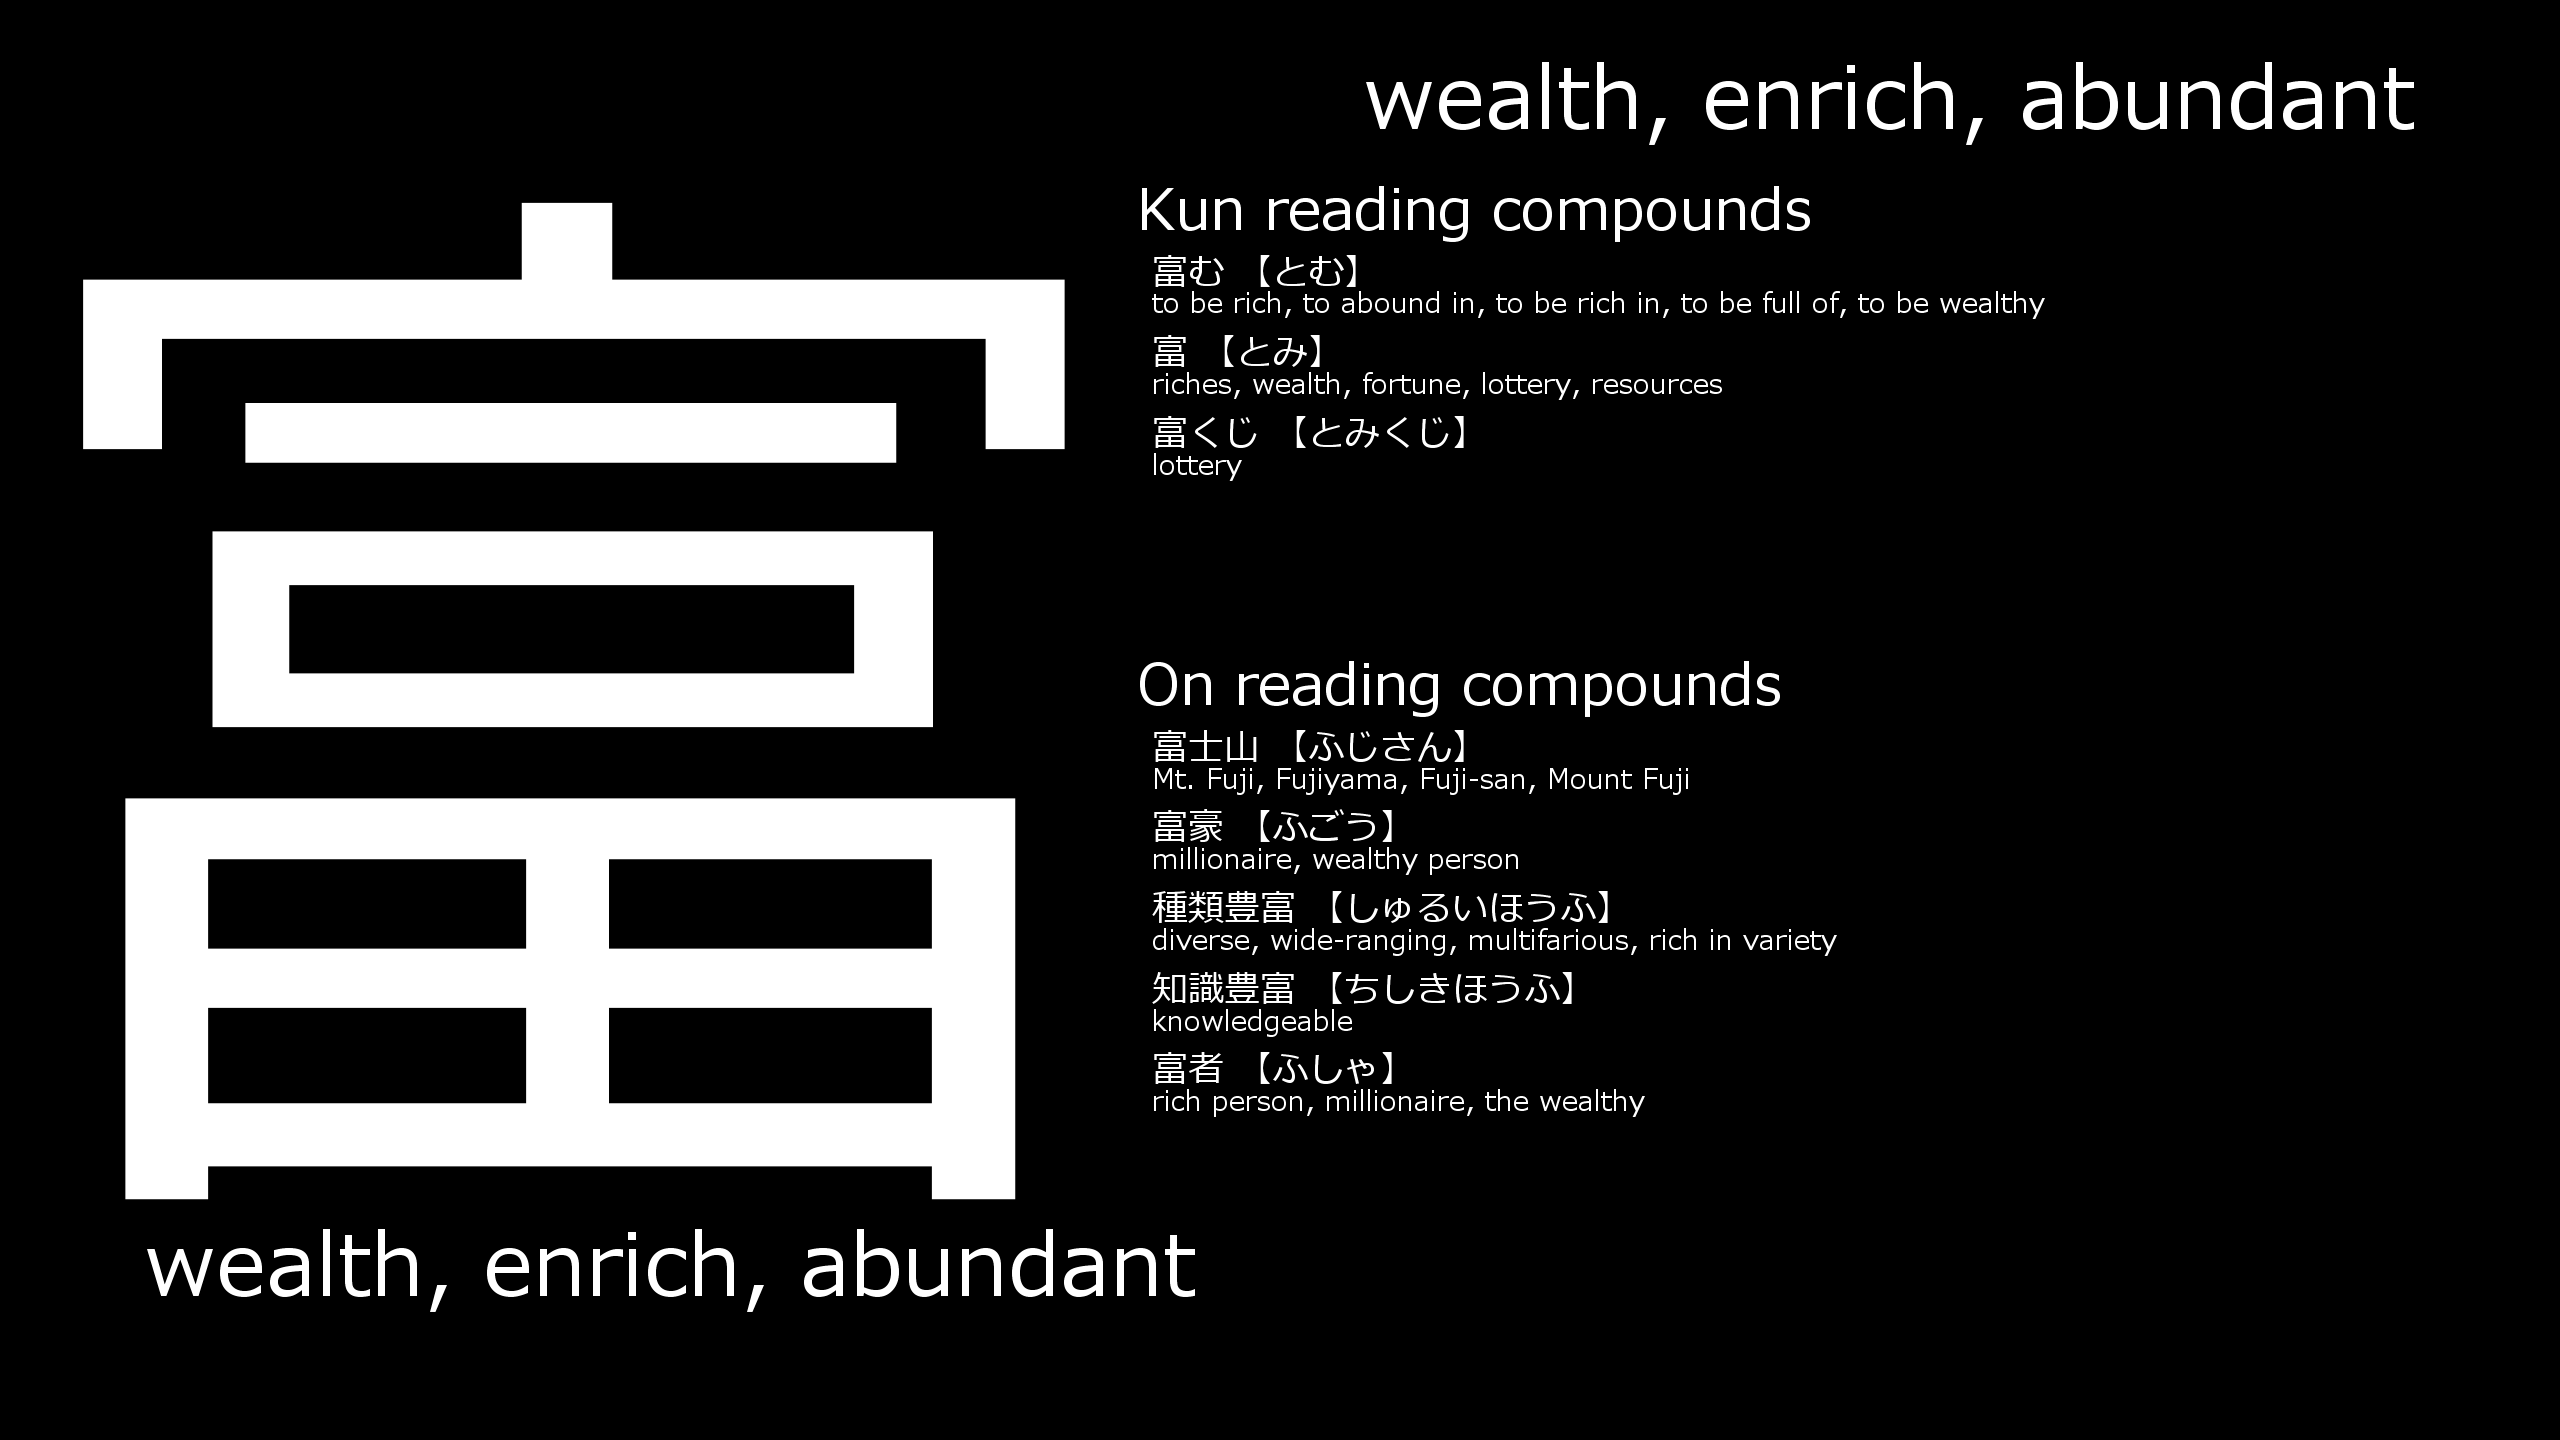 富
wealth, enrich, abundant
wealth, enrich, abundant
Kun reading compounds
富む 【とむ】
to be rich, to abound in, to be rich in, to be full of, to be wealthy
富 【とみ】
riches, wealth, fortune, lottery, resources
富くじ 【とみくじ】
lottery
On reading compounds
富士山 【ふじさん】
Mt. Fuji, Fujiyama, Fuji-san, Mount Fuji
富豪 【ふごう】
millionaire, wealthy person
種類豊富 【しゅるいほうふ】
diverse, wide-ranging, multifarious, rich in variety
知識豊富 【ちしきほうふ】
knowledgeable
富者 【ふしゃ】
rich person, millionaire, the wealthy